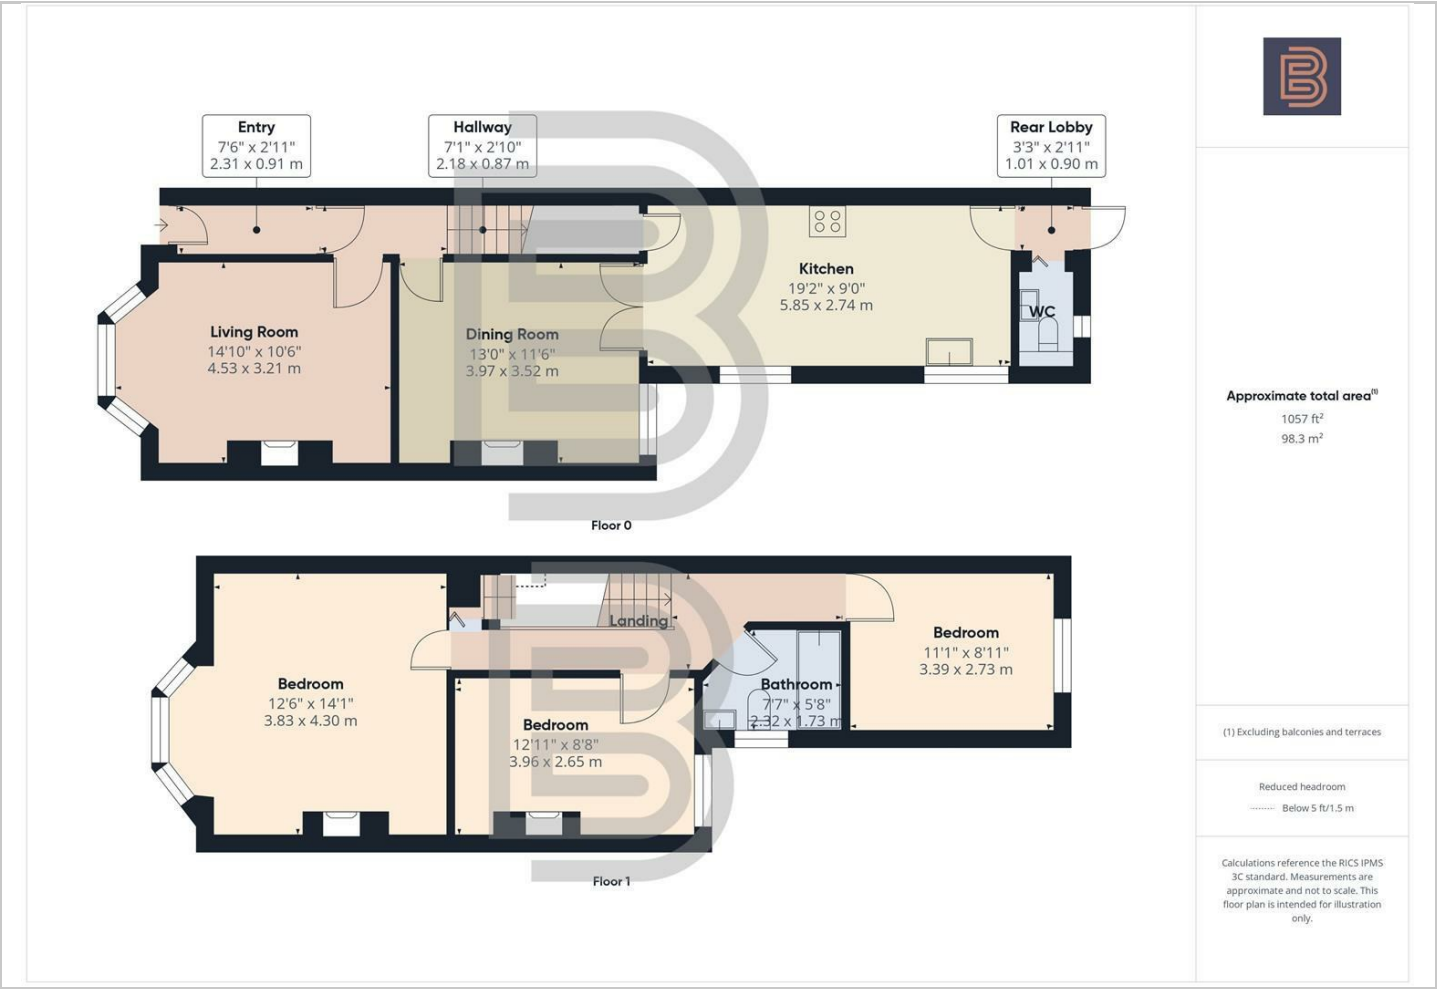 Entry
7'6" x 2'11"
2.31 x 0.91 m
Hallway
7'1" x 2'10"
2.18 x 0.87 m
Rear Lobby
3'3" x 2'11"
1.01 x 0.90 m
Living Room
14'10" x 10'6"
4.53 x 3.21 m
Dining Room
13'0" x 11'6"
3.97 x 3.52 m
Kitchen
19'2" x 9'0"
5.85 x 2.74 m
WC
Floor 0
Landing
Bedroom
12'6" x 14'1"
3.83 x 4.30 m
Bedroom
12'11" x 8'8"
3.96 x 2.65 m
Bathroom
7'7" x 5'8"
2.32 x 1.73 m
Bedroom
11'1" x 8'11"
3.39 x 2.73 m
Floor 1
B
Approximate total area(1)
1057 ft²
98.3 m²
(1) Excluding balconies and terraces
Reduced headroom
Below 5 ft/1.5 m
Calculations reference the RICS IPMS
3C standard. Measurements are
approximate and not to scale. This
floor plan is intended for illustration
only.